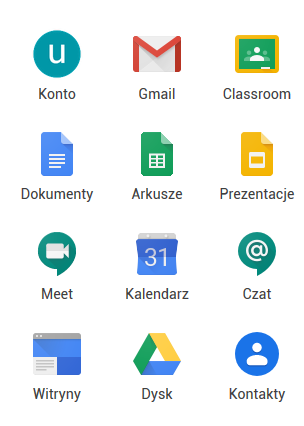 u
Konto
Gmail
Classroom
Dokumenty
Arkusze
Prezentacje
Meet
31
Kalendarz
@
Czat
Witryny
Dysk
Kontakty